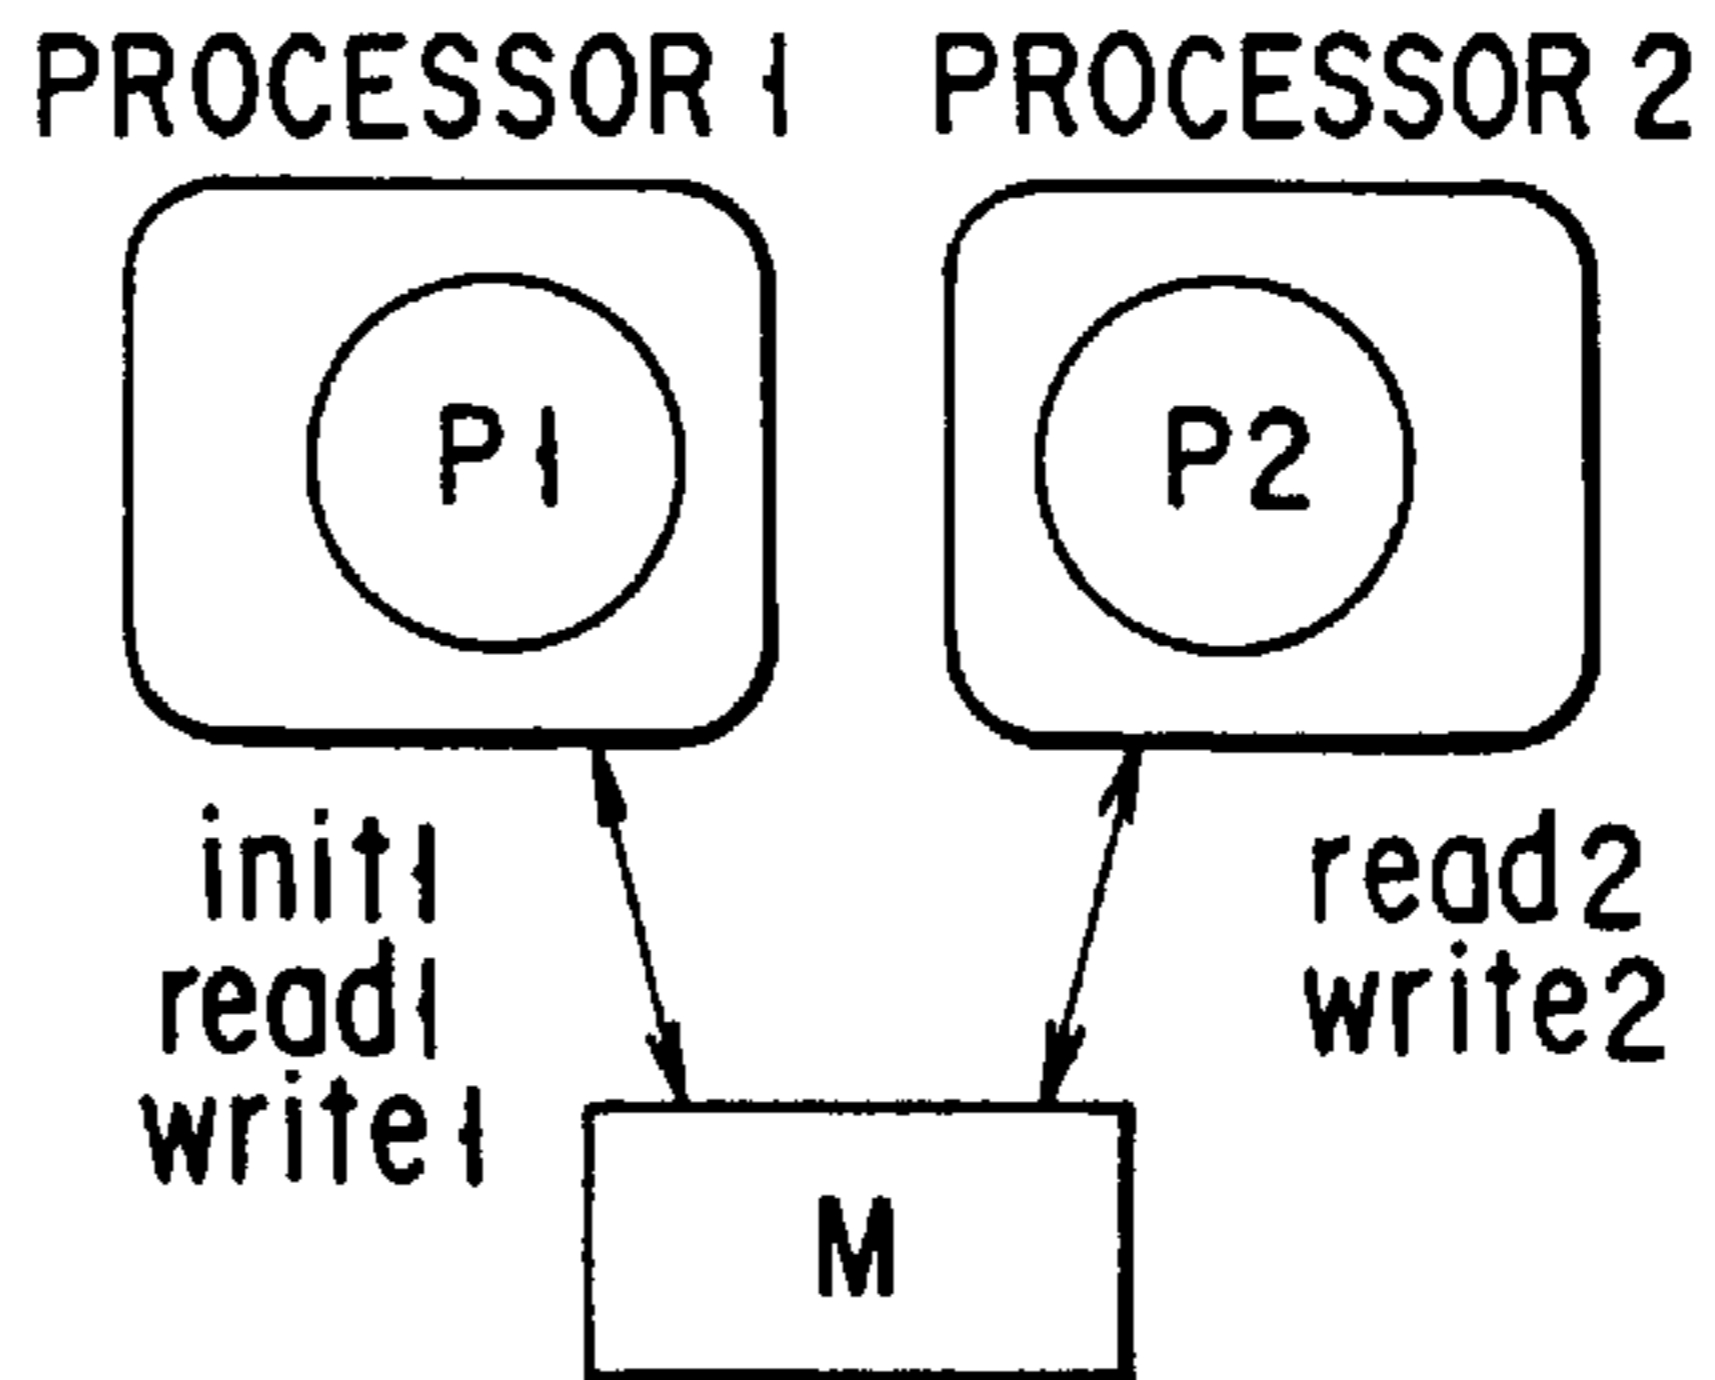 PROCESSOR 1
PROCESSOR 2
P1
P2
init1
read1
write1
read2
write2
M